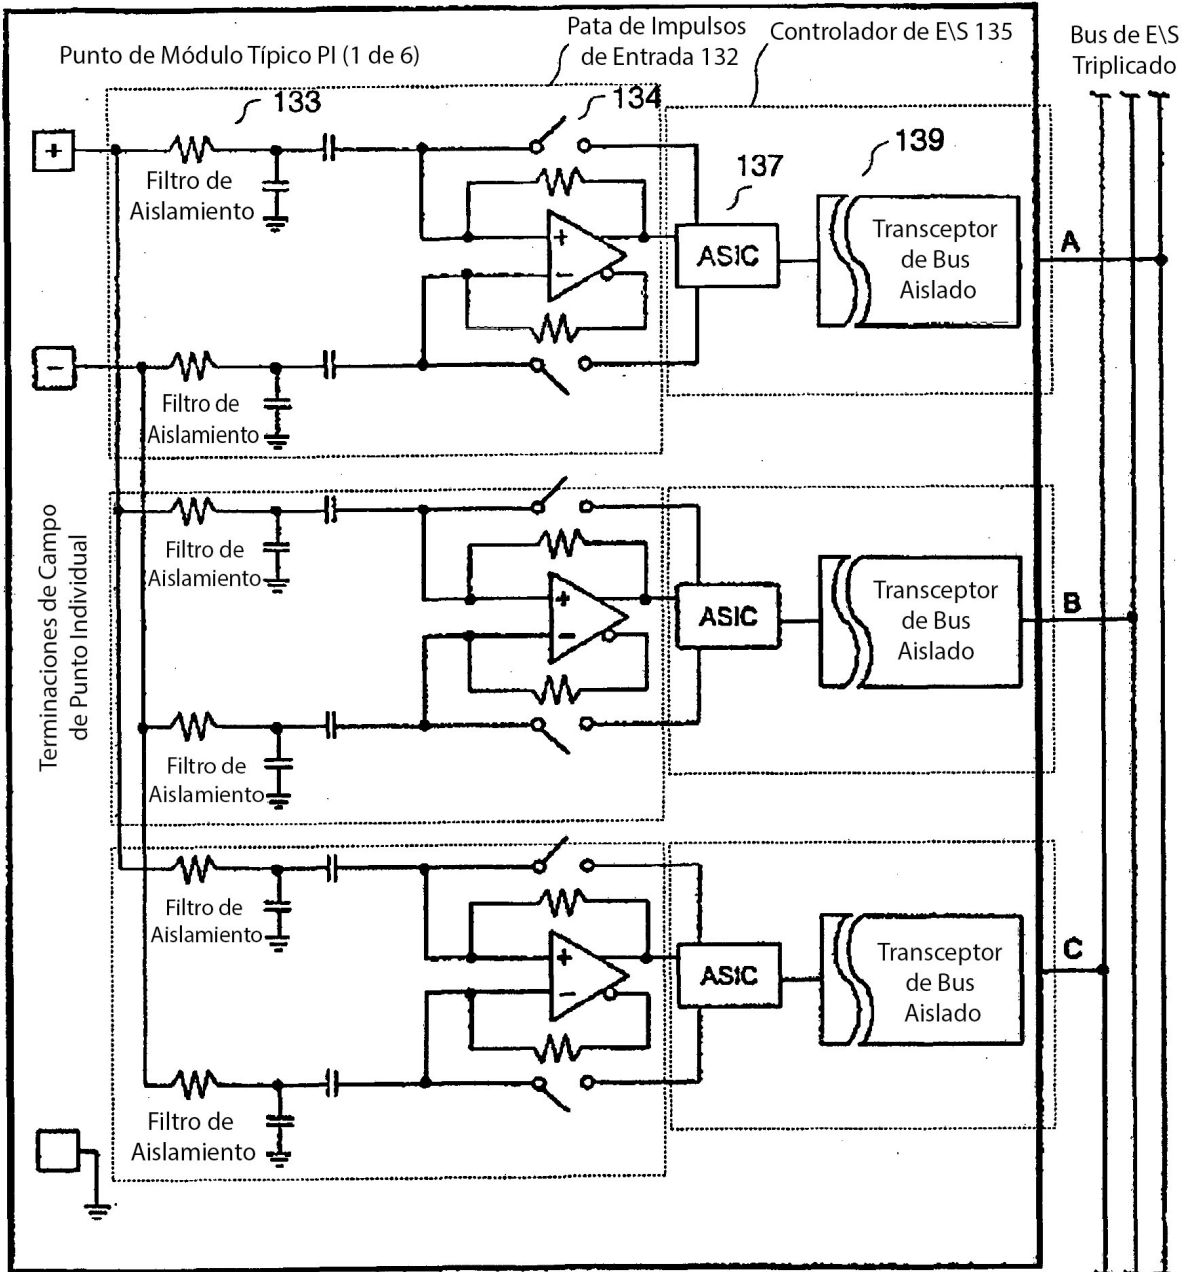 Punto de Módulo Típico PI (1 de 6)
Pata de Impulsos
de Entrada 132
Controlador de E\S 135
Bus de E\S
Triplicado
133
134
137
139
+
Filtro de
Aislamiento
+
−
ASIC
Transceptor
de Bus
Aislado
A
−
Filtro de
Aislamiento
Terminaciones de Campo
de Punto Individual
Filtro de
Aislamiento
+
−
ASIC
Transceptor
de Bus
Aislado
B
Filtro de
Aislamiento
Filtro de
Aislamiento
+
−
ASIC
Transceptor
de Bus
Aislado
C
Filtro de
Aislamiento